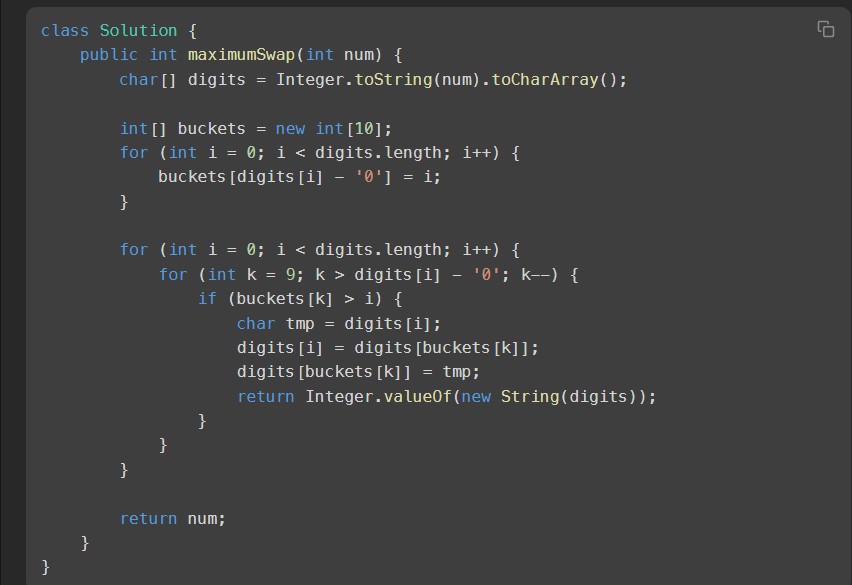 class Solution {
    public int maximumSwap(int num) {
        char[] digits = Integer.toString(num).toCharArray();

        int[] buckets = new int[10];
        for (int i = 0; i < digits.length; i++) {
            buckets[digits[i] - '0'] = i;
        }

        for (int i = 0; i < digits.length; i++) {
            for (int k = 9; k > digits[i] - '0'; k--) {
                if (buckets[k] > i) {
                    char tmp = digits[i];
                    digits[i] = digits[buckets[k]];
                    digits[buckets[k]] = tmp;
                    return Integer.valueOf(new String(digits));
                }
            }
        }

        return num;
    }
}